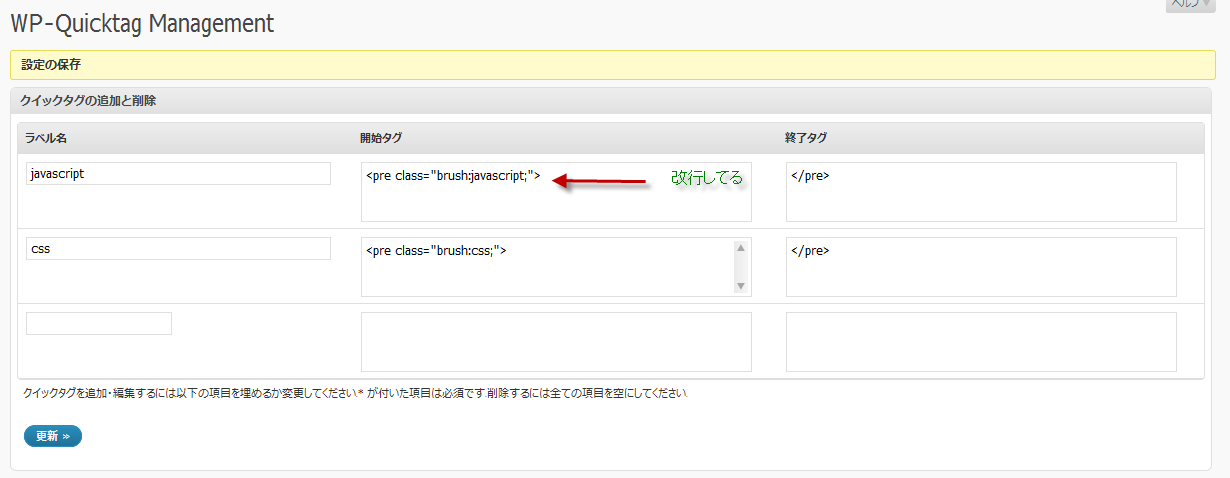 ヘルプ
WP-Quicktag Management
設定の保存
クイックタグの追加と削除
ラベル名 開始タグ 終了タグ
javascript <pre class="brush:javascript;"> 改行してる </pre>
css <pre class="brush:css;"> </pre>
クイックタグを追加・編集するには以下の項目を埋めるか変更してください.* が付いた項目は必須です.削除するには全ての項目を空にしてください.
更新 »